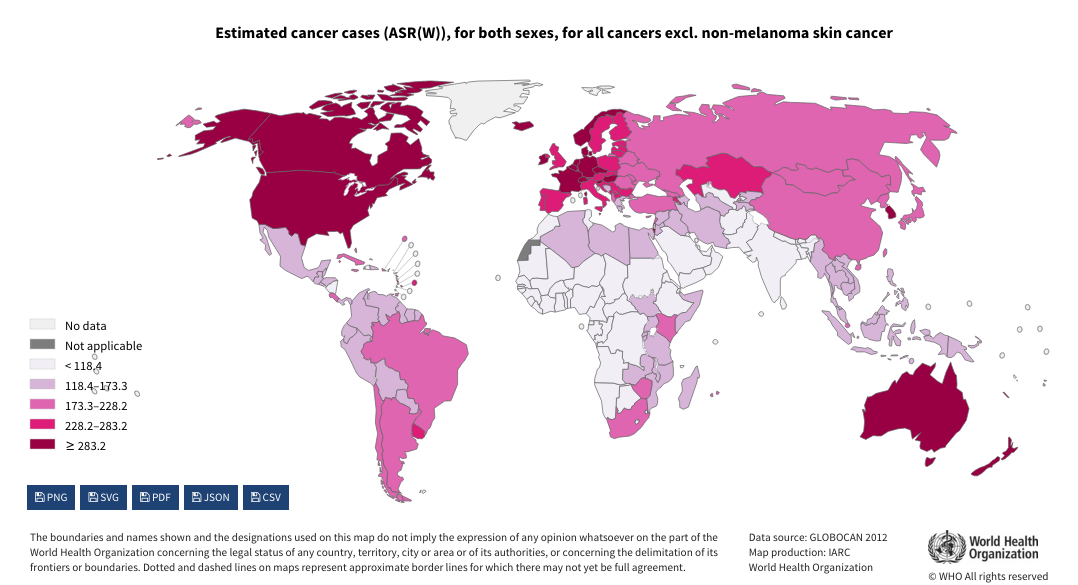 Estimated cancer cases (ASR(W)), for both sexes, for all cancers excl. non-melanoma skin cancer
No data
Not applicable
< 118.4
118.4–173.3
173.3–228.2
228.2–283.2
≥ 283.2
PNG
SVG
PDF
JSON
CSV
The boundaries and names shown and the designations used on this map do not imply the expression of any opinion whatsoever on the part of the
World Health Organization concerning the legal status of any country, territory, city or area or of its authorities, or concerning the delimitation of its
frontiers or boundaries. Dotted and dashed lines on maps represent approximate border lines for which there may not yet be full agreement.
Data source: GLOBOCAN 2012
Map production: IARC
World Health Organization
World Health
Organization
© WHO All rights reserved